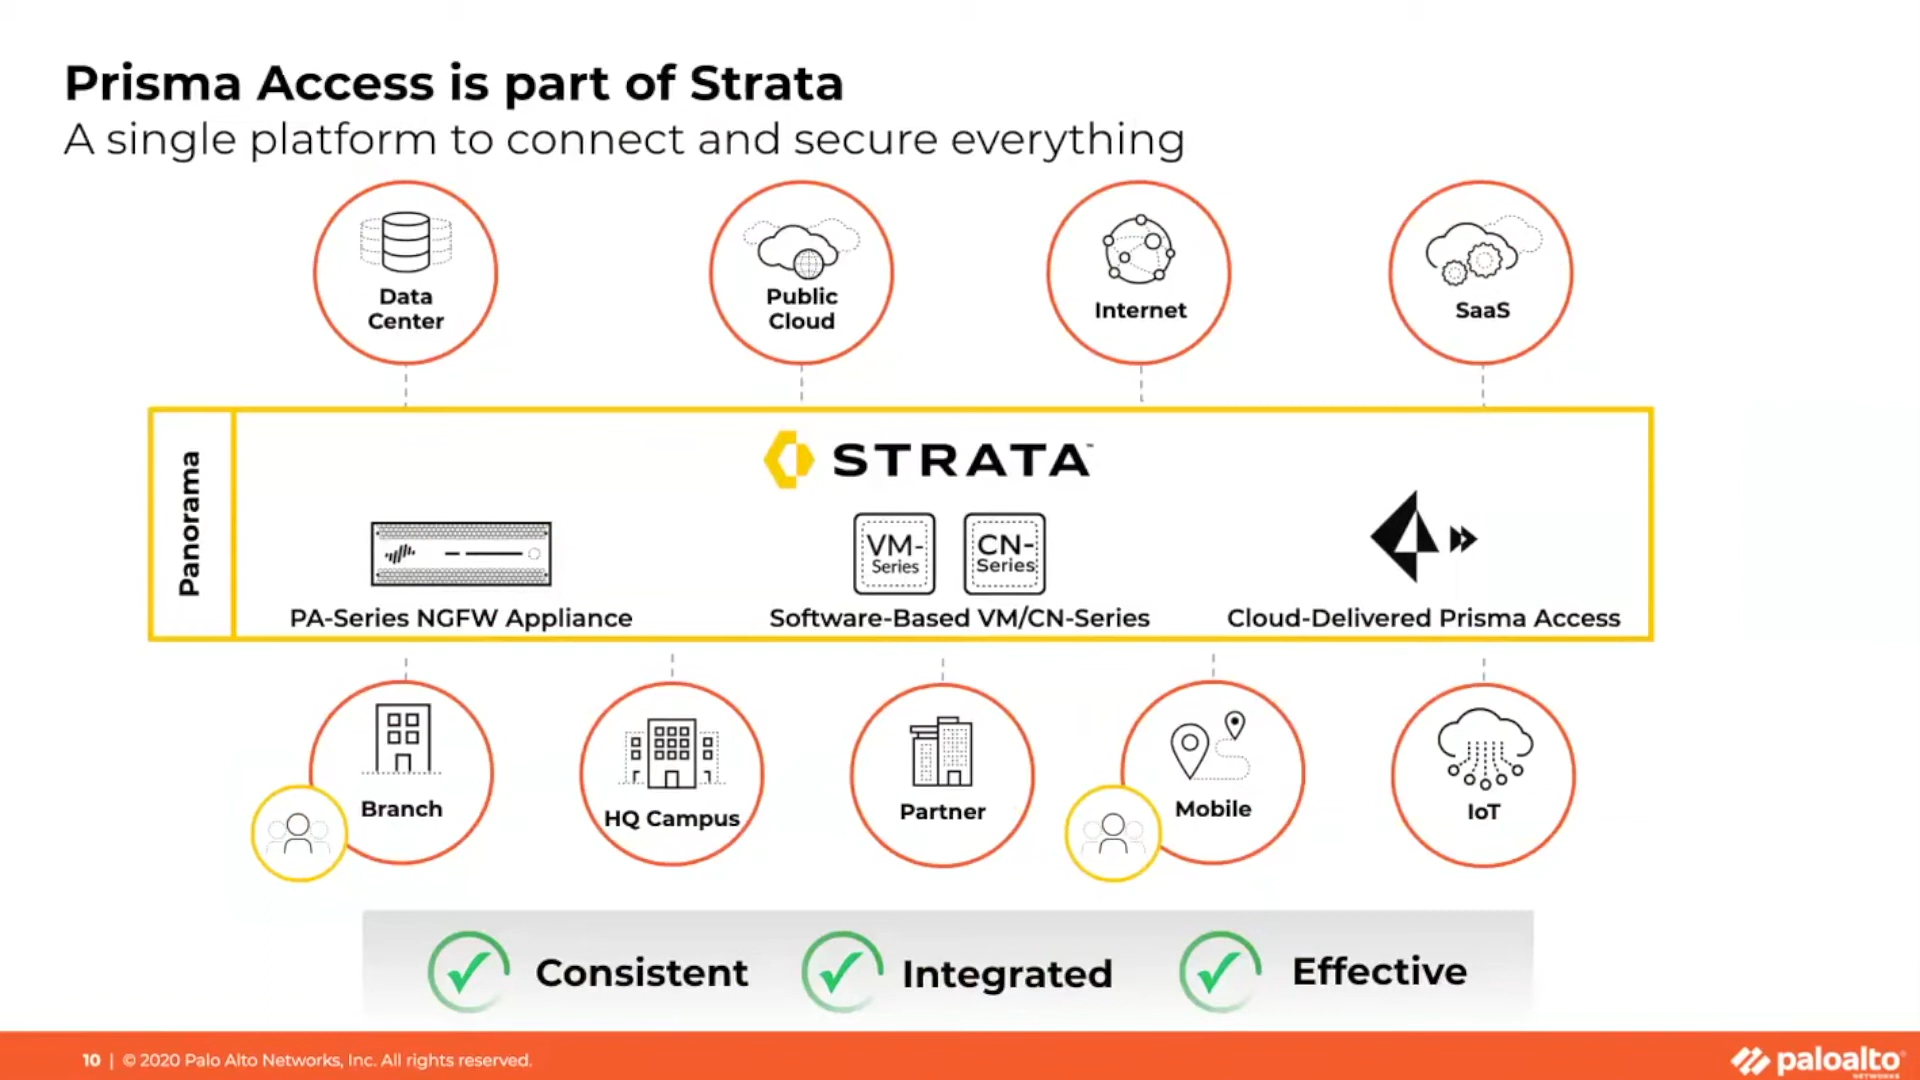 Prisma Access is part of Strata
A single platform to connect and secure everything
Data
Center
Public
Cloud
Internet
SaaS
Panorama
STRATA™
VM-
Series
CN-
Series
PA-Series NGFW Appliance
Software-Based VM/CN-Series
Cloud-Delivered Prisma Access
Branch
HQ Campus
Partner
Mobile
IoT
Consistent
Integrated
Effective
10 | © 2020 Palo Alto Networks, Inc. All rights reserved.
paloalto®
NETWORKS